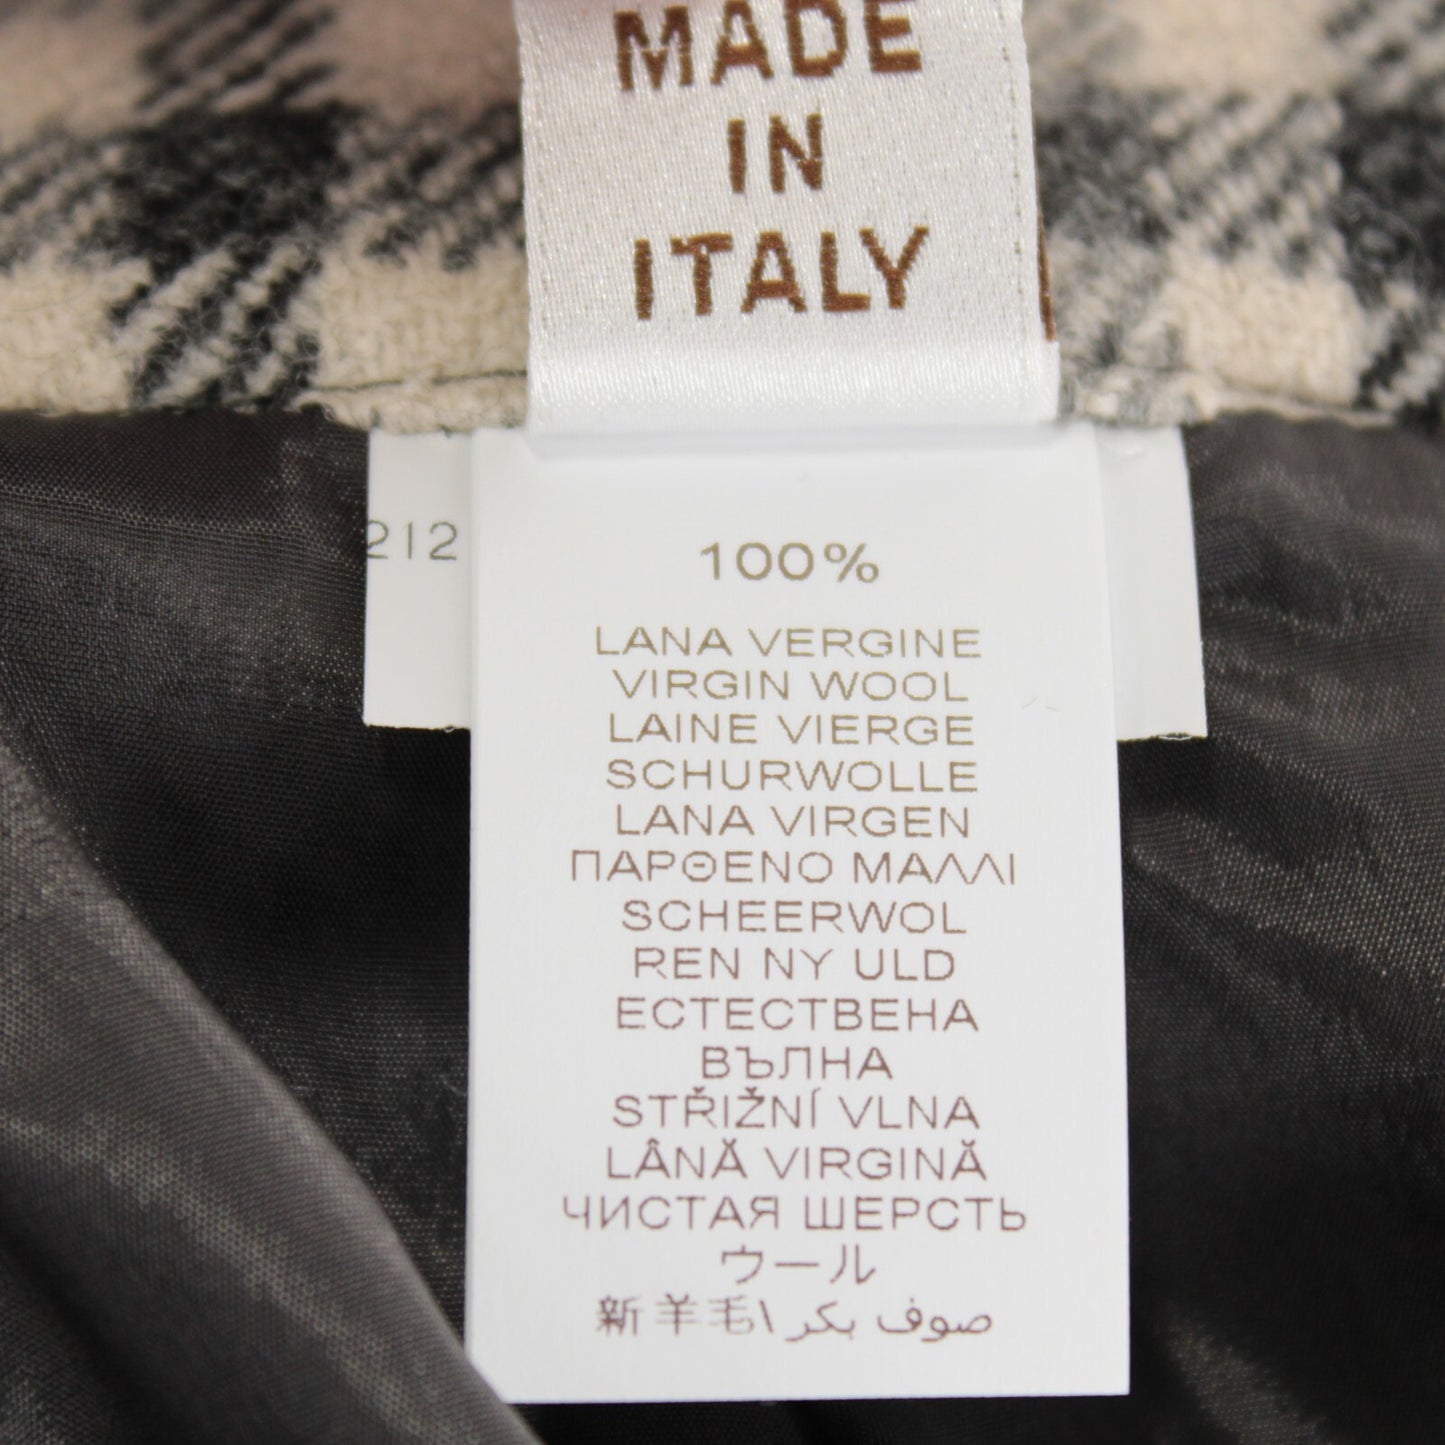 MADE
IN
ITALY
212
100%
LANA VERGINE
VIRGIN WOOL
LAINE VIERGE
SCHURWOLLE
LANA VIRGEN
ΠΑΡΘΕΝΟ ΜΑΛΛΙ
SCHEERWOL
REN NY ULD
ЕСТЕСТВЕНА
ВЪЛНА
STŘIŽNÍ VLNA
LÂNĂ VIRGINĂ
ЧИСТАЯ ШЕРСТЬ
ウール
新羊毛\ صوف بكر